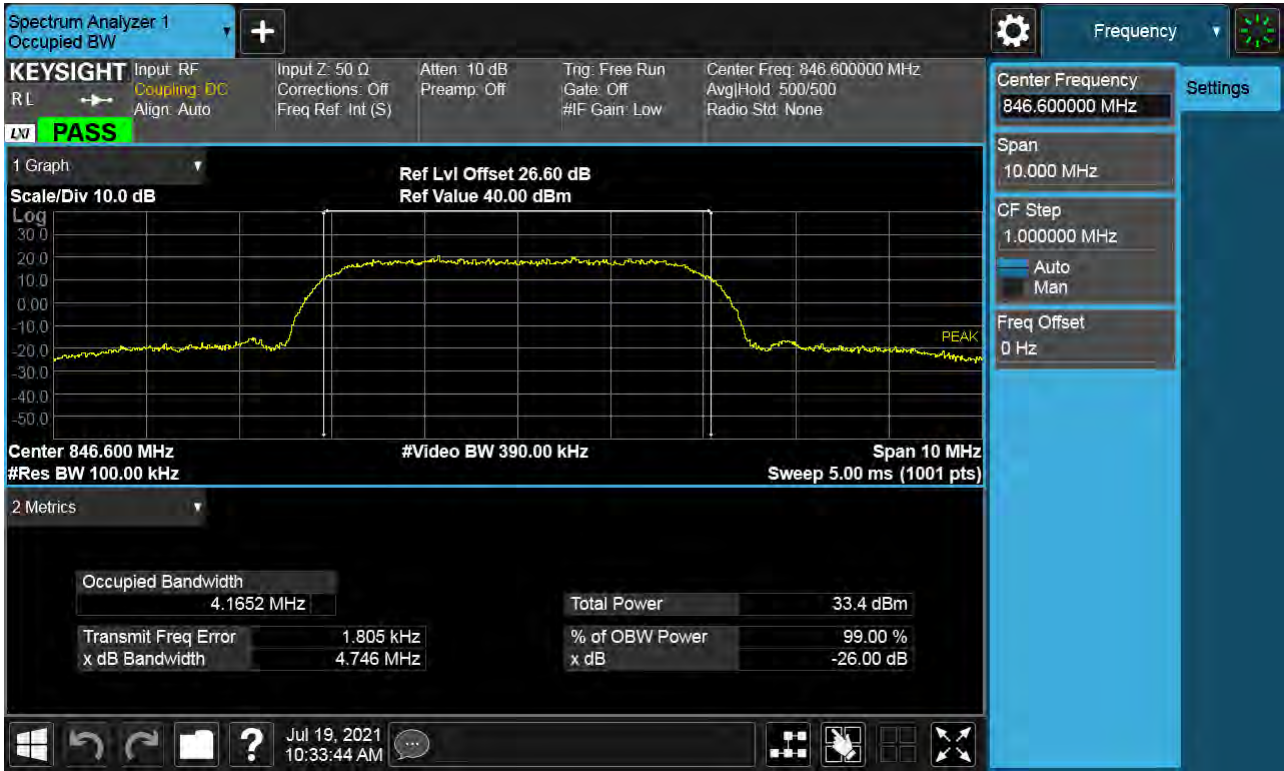 Spectrum Analyzer 1
Occupied BW
Frequency
KEYSIGHT
RL
LXI
PASS
Input: RF
Coupling: DC
Align: Auto
Input Z: 50 Ω
Corrections: Off
Freq Ref: Int (S)
Atten: 10 dB
Preamp: Off
Trig: Free Run
Gate: Off
#IF Gain: Low
Center Freq: 846.600000 MHz
Avg|Hold: 500/500
Radio Std: None
1 Graph
Scale/Div 10.0 dB
Ref Lvl Offset 26.60 dB
Ref Value 40.00 dBm
Log
30.0
20.0
10.0
0.00
-10.0
-20.0
-30.0
-40.0
-50.0
PEAK
Center 846.600 MHz
#Res BW 100.00 kHz
#Video BW 390.00 kHz
Span 10 MHz
Sweep 5.00 ms (1001 pts)
2 Metrics
Occupied Bandwidth
4.1652 MHz
Transmit Freq Error 1.805 kHz
x dB Bandwidth 4.746 MHz
Total Power 33.4 dBm
% of OBW Power 99.00 %
x dB -26.00 dB
Center Frequency
846.600000 MHz
Settings
Span
10.000 MHz
CF Step
1.000000 MHz
Auto
Man
Freq Offset
0 Hz
?
Jul 19, 2021
10:33:44 AM